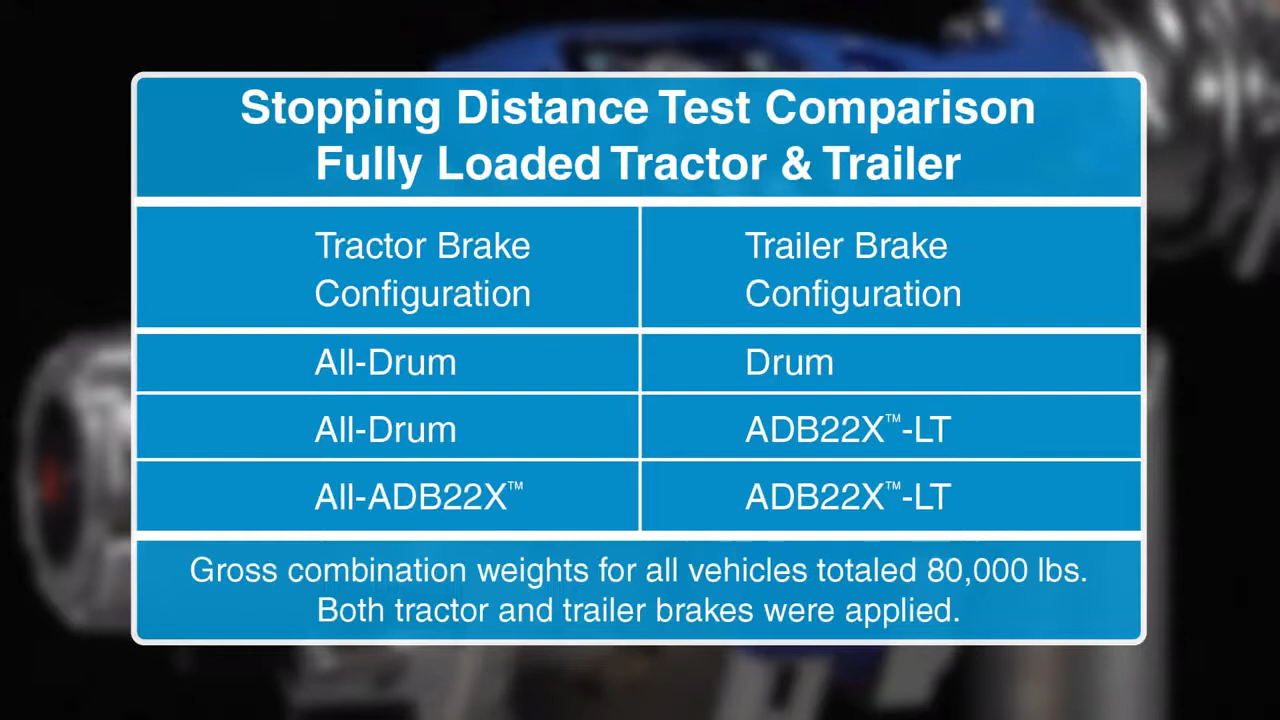 Stopping Distance Test Comparison
Fully Loaded Tractor & Trailer
Tractor Brake
Configuration
Trailer Brake
Configuration
All-Drum
Drum
All-Drum
ADB22X™-LT
All-ADB22X™
ADB22X™-LT
Gross combination weights for all vehicles totaled 80,000 lbs.
Both tractor and trailer brakes were applied.